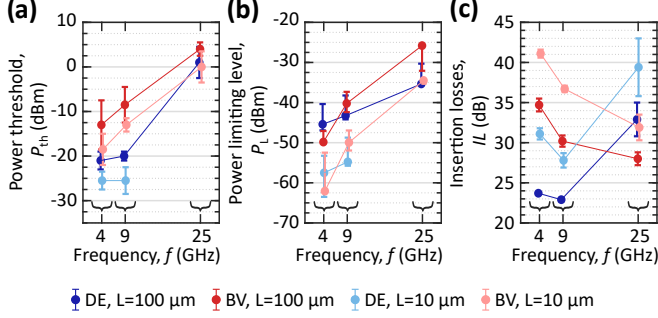 (a)
Power threshold,
P_th (dBm)
10
0
-10
-20
-30
4 9 25
Frequency, f (GHz)
(b)
Power limiting level,
P_L (dBm)
-20
-30
-40
-50
-60
-70
4 9 25
Frequency, f (GHz)
(c)
Insertion losses,
IL (dB)
45
40
35
30
25
20
4 9 25
Frequency, f (GHz)
DE, L=100 μm BV, L=100 μm DE, L=10 μm BV, L=10 μm